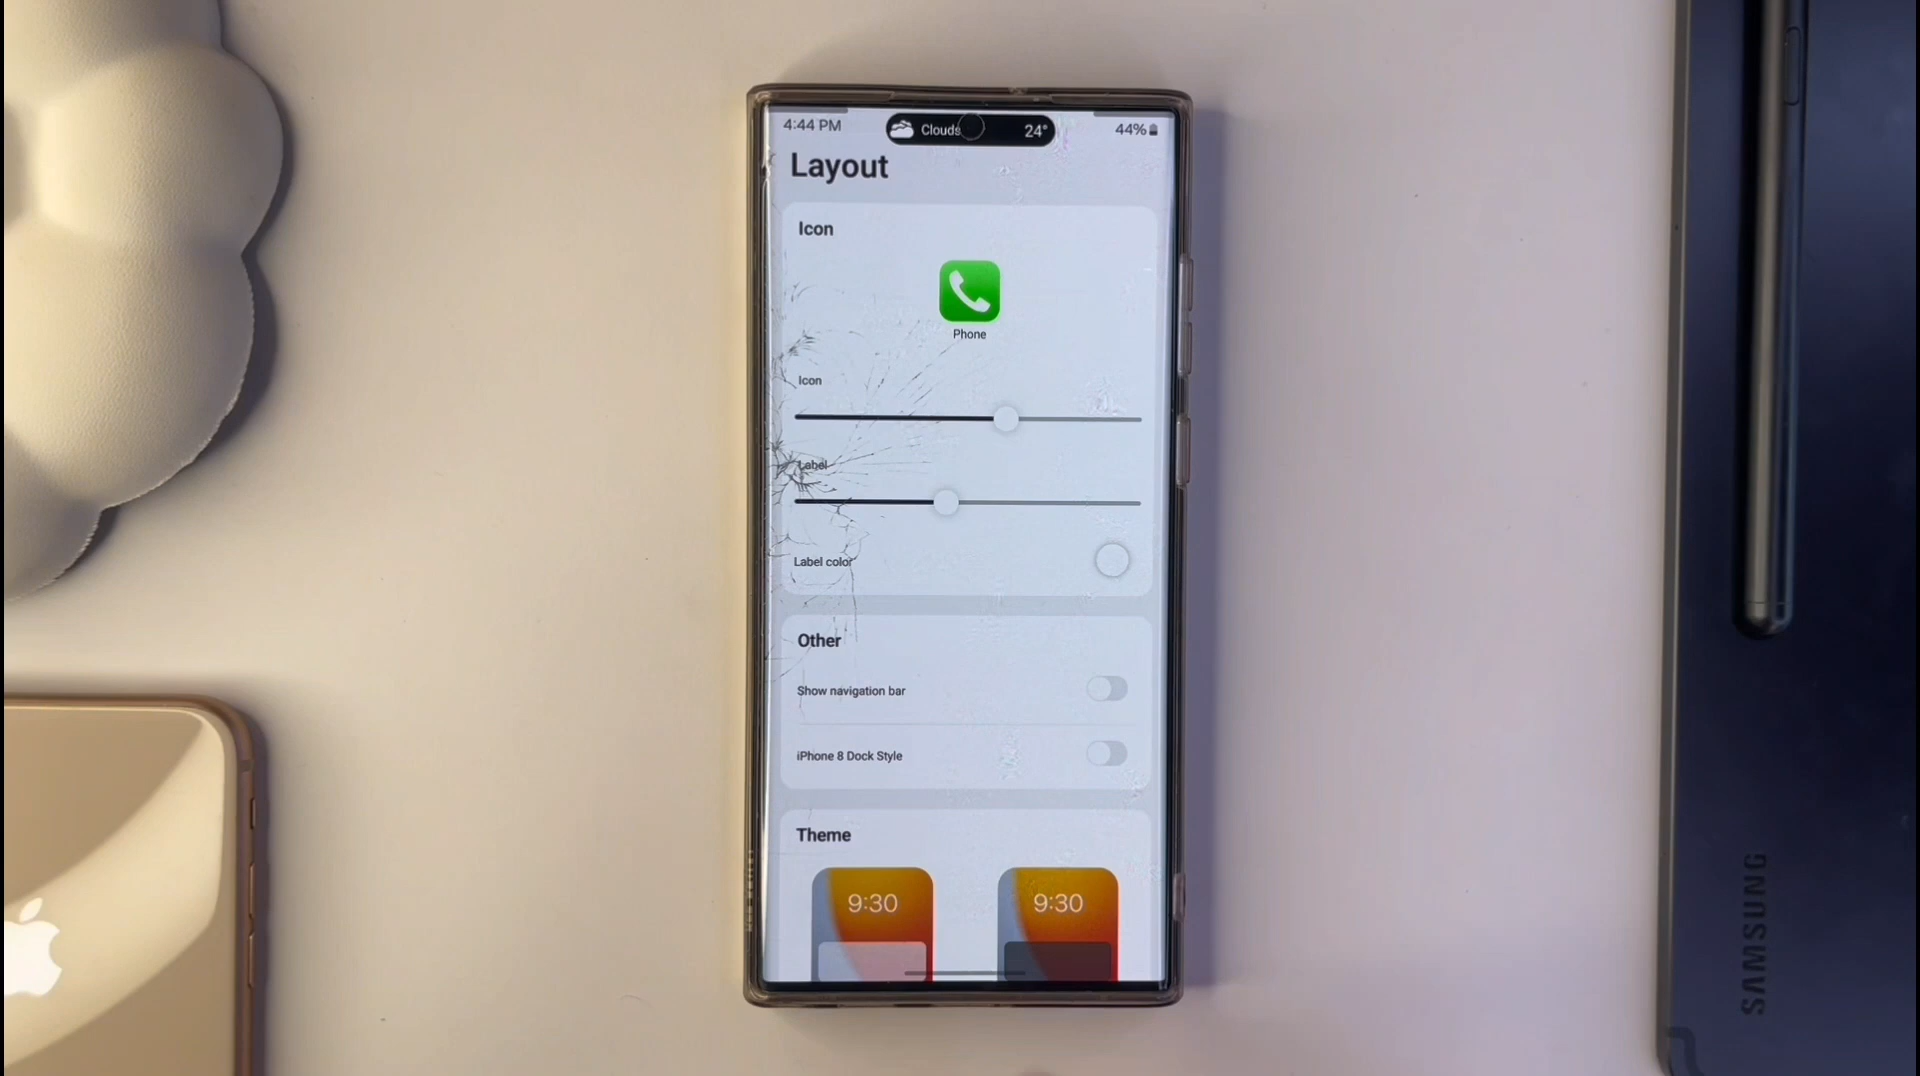 4:44 PM
Clouds
24°
44%
Layout
Icon
Phone
Icon
Label
Label color
Other
Show navigation bar
iPhone 8 Dock Style
Theme
9:30
9:30
SAMSUNG